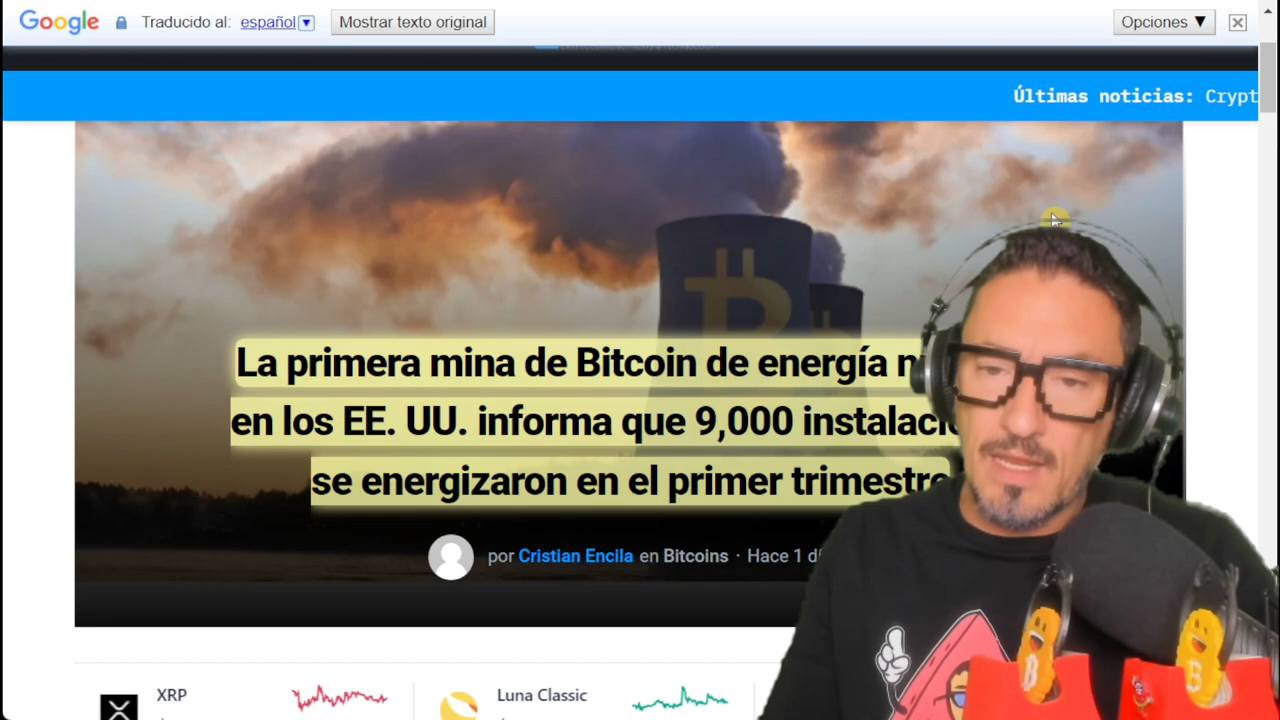 Google Traducido al: español Mostrar texto original Opciones ▼
Últimas noticias: Crypt
La primera mina de Bitcoin de energía
en los EE. UU. informa que 9,000
se energizaron en el primer trimestre
por Cristian Encila en Bitcoins · Hace 1
XRP
Luna Classic